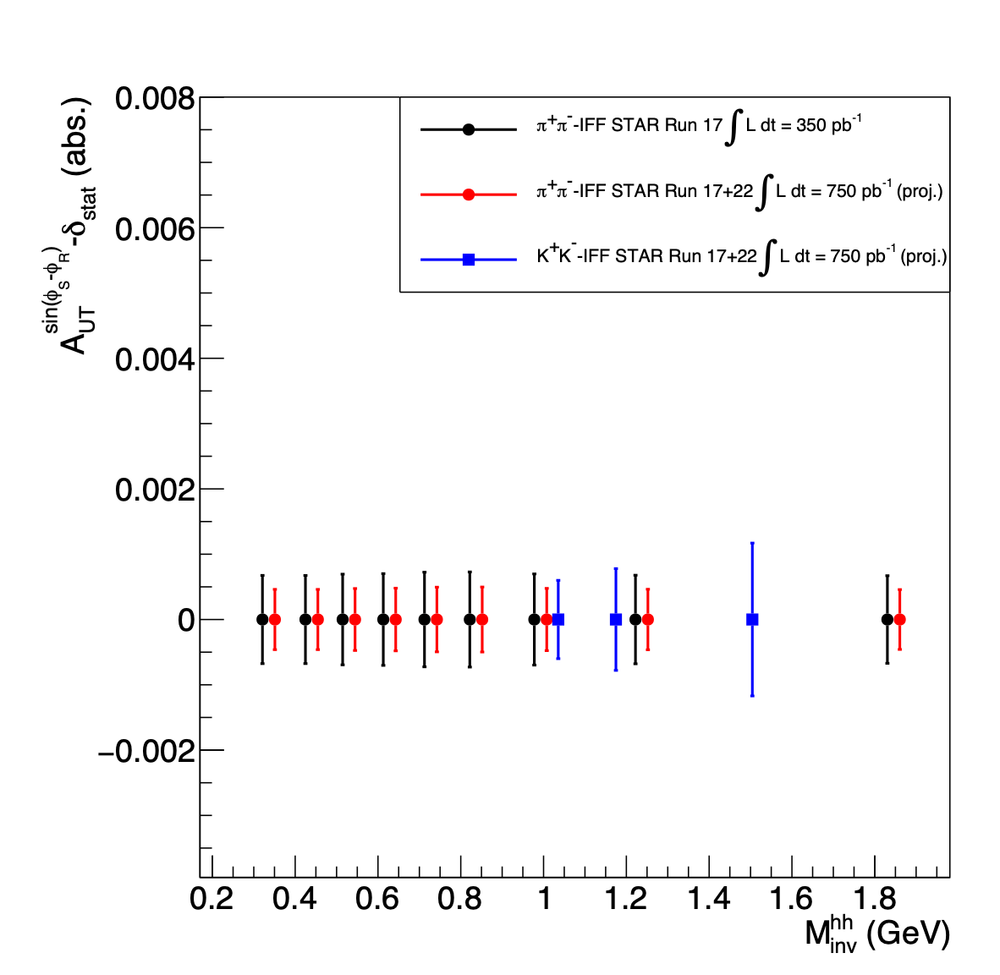 0.008
0.006
0.004
0.002
0
−0.002
A_UT^sin(ϕ_S-ϕ_R)-δ_stat (abs.)
π⁺π⁻-IFF STAR Run 17 ∫ L dt = 350 pb⁻¹
π⁺π⁻-IFF STAR Run 17+22 ∫ L dt = 750 pb⁻¹ (proj.)
K⁺K⁻-IFF STAR Run 17+22 ∫ L dt = 750 pb⁻¹ (proj.)
0.2 0.4 0.6 0.8 1 1.2 1.4 1.6 1.8
M_inv^hh (GeV)